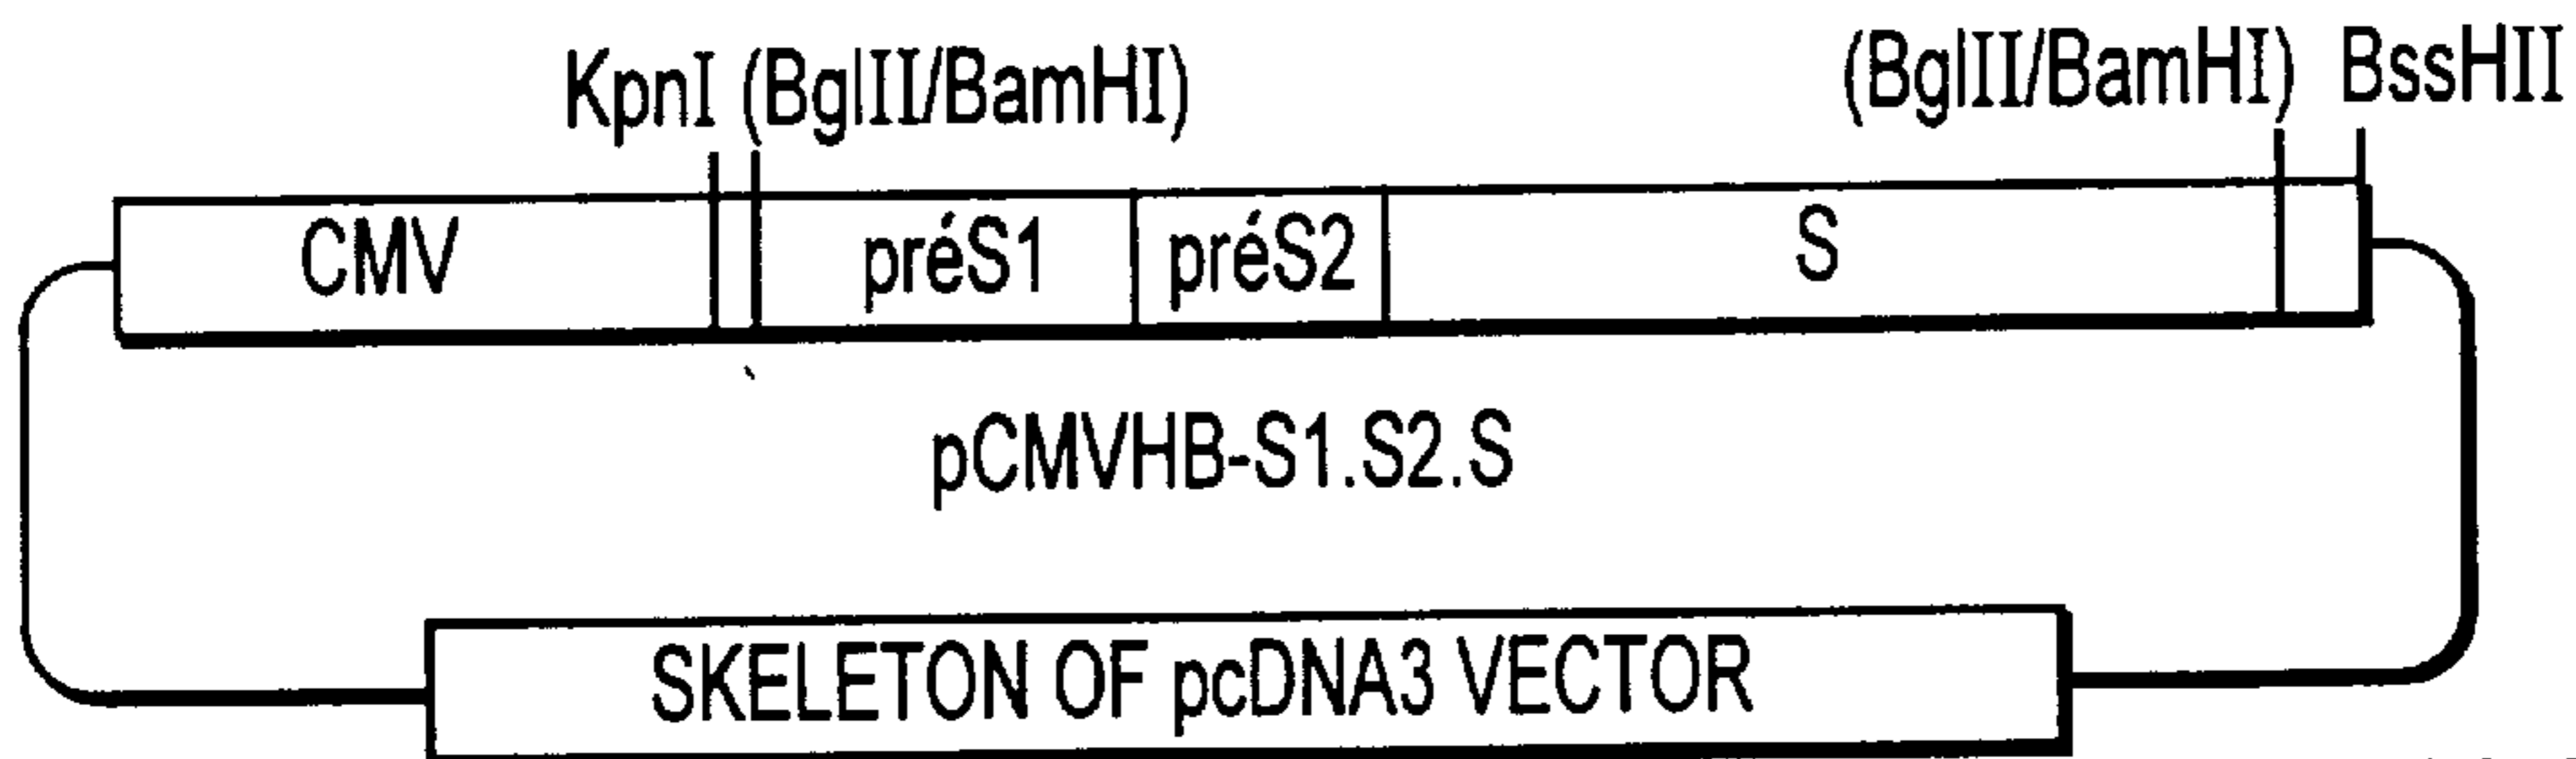 KpnI (BglII/BamHI) (BglII/BamHI) BssHII
CMV préS1 préS2 S
pCMVHB-S1.S2.S
SKELETON OF pcDNA3 VECTOR